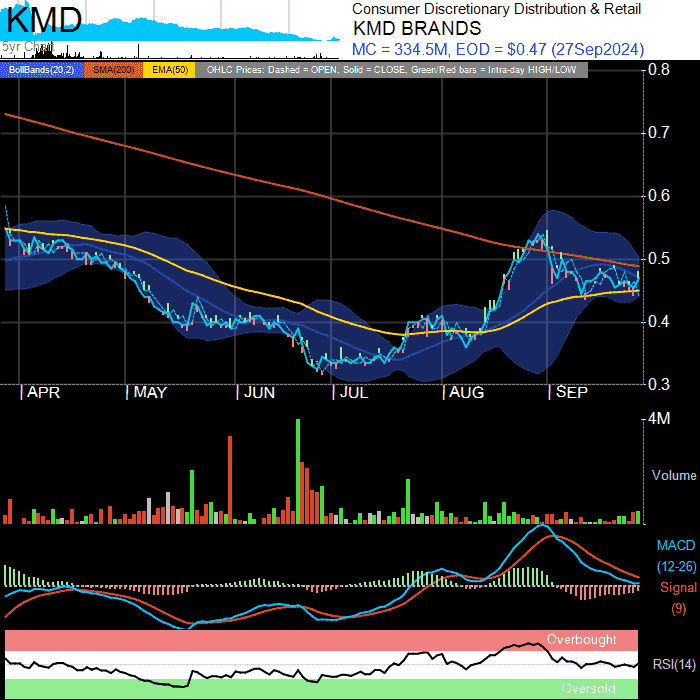 KMD
5yr Chart
Consumer Discretionary Distribution & Retail
KMD BRANDS
MC = 334.5M, EOD = $0.47 (27Sep2024)
BollBands(20,2) SMA(200) EMA(50) OHLC Prices: Dashed = OPEN, Solid = CLOSE, Green/Red bars = Intra-day HIGH/LOW
0.8
0.7
0.6
0.5
0.4
0.3
APR MAY JUN JUL AUG SEP
4M
Volume
MACD
(12-26)
Signal
(9)
Overbought
RSI(14)
Oversold